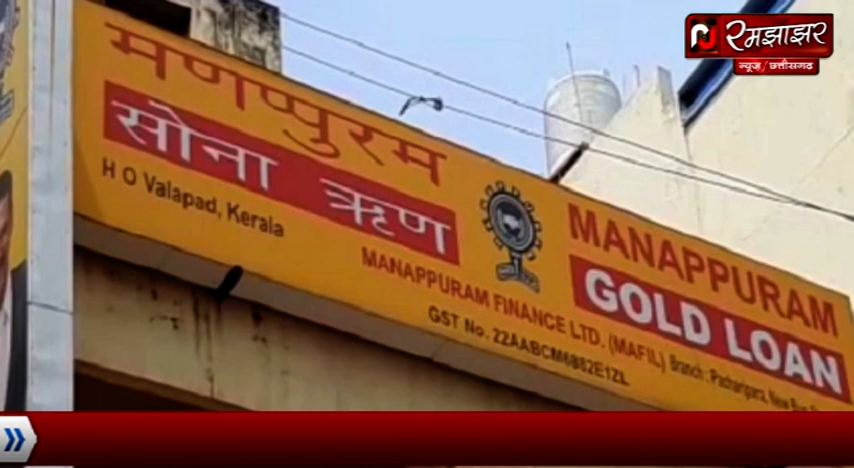 मणप्पुरम
सोना ऋण
H O Valapad, Kerala
MANAPPURAM
GOLD LOAN
MANAPPURAM FINANCE LTD. (MAFIL)
GST No. 22AABCM6882E1ZL
Branch : Pachripara, New Bus
रमझाझर
न्यूज़/छत्तीसगढ़